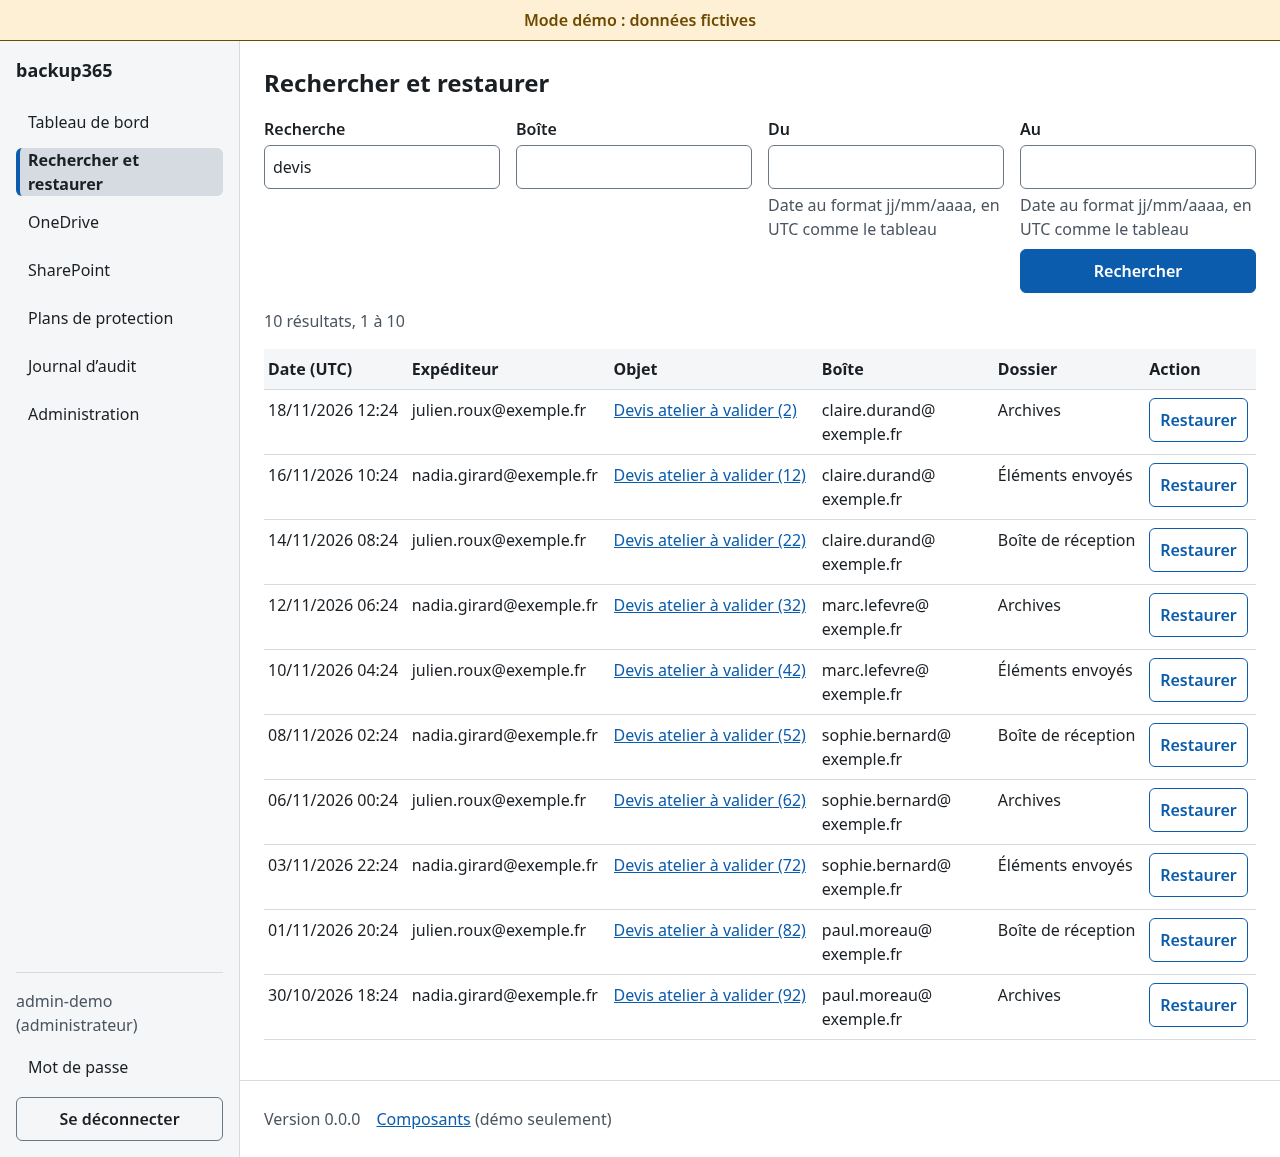 Mode démo : données fictives
backup365
Tableau de bord
Rechercher et
restaurer
OneDrive
SharePoint
Plans de protection
Journal d’audit
Administration
admin-demo
(administrateur)
Mot de passe
Se déconnecter
Rechercher et restaurer
Recherche Boîte Du Au
devis
Date au format jj/mm/aaaa, en Date au format jj/mm/aaaa, en
UTC comme le tableau UTC comme le tableau
Rechercher
10 résultats, 1 à 10
Date (UTC) Expéditeur Objet Boîte Dossier Action
18/11/2026 12:24 julien.roux@exemple.fr Devis atelier à valider (2) claire.durand@ Archives Restaurer
exemple.fr
16/11/2026 10:24 nadia.girard@exemple.fr Devis atelier à valider (12) claire.durand@ Éléments envoyés Restaurer
exemple.fr
14/11/2026 08:24 julien.roux@exemple.fr Devis atelier à valider (22) claire.durand@ Boîte de réception Restaurer
exemple.fr
12/11/2026 06:24 nadia.girard@exemple.fr Devis atelier à valider (32) marc.lefevre@ Archives Restaurer
exemple.fr
10/11/2026 04:24 julien.roux@exemple.fr Devis atelier à valider (42) marc.lefevre@ Éléments envoyés Restaurer
exemple.fr
08/11/2026 02:24 nadia.girard@exemple.fr Devis atelier à valider (52) sophie.bernard@ Boîte de réception Restaurer
exemple.fr
06/11/2026 00:24 julien.roux@exemple.fr Devis atelier à valider (62) sophie.bernard@ Archives Restaurer
exemple.fr
03/11/2026 22:24 nadia.girard@exemple.fr Devis atelier à valider (72) sophie.bernard@ Éléments envoyés Restaurer
exemple.fr
01/11/2026 20:24 julien.roux@exemple.fr Devis atelier à valider (82) paul.moreau@ Boîte de réception Restaurer
exemple.fr
30/10/2026 18:24 nadia.girard@exemple.fr Devis atelier à valider (92) paul.moreau@ Archives Restaurer
exemple.fr
Version 0.0.0 Composants (démo seulement)